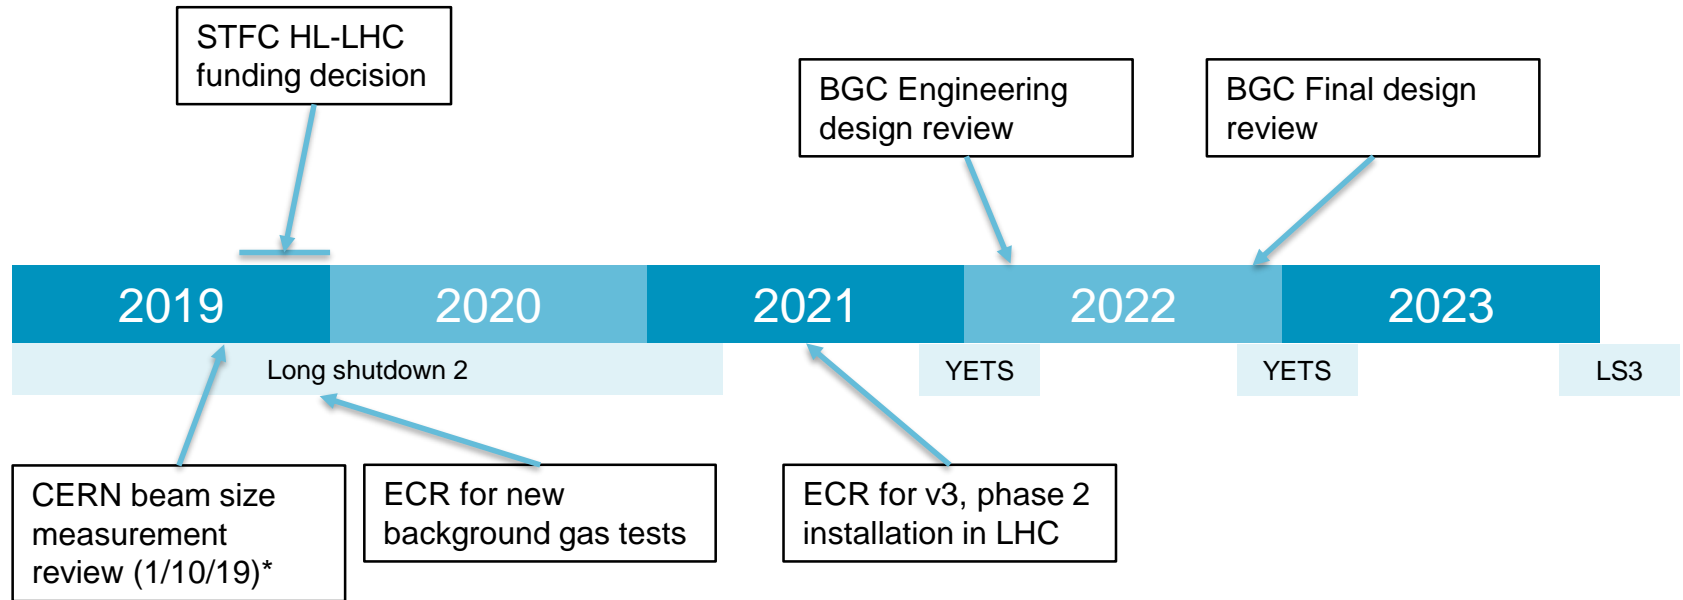 STFC HL-LHC
funding decision
BGC Engineering
design review
BGC Final design
review
2019
2020
2021
2022
2023
Long shutdown 2
YETS
YETS
LS3
CERN beam size
measurement
review (1/10/19)*
ECR for new
background gas tests
ECR for v3, phase 2
installation in LHC